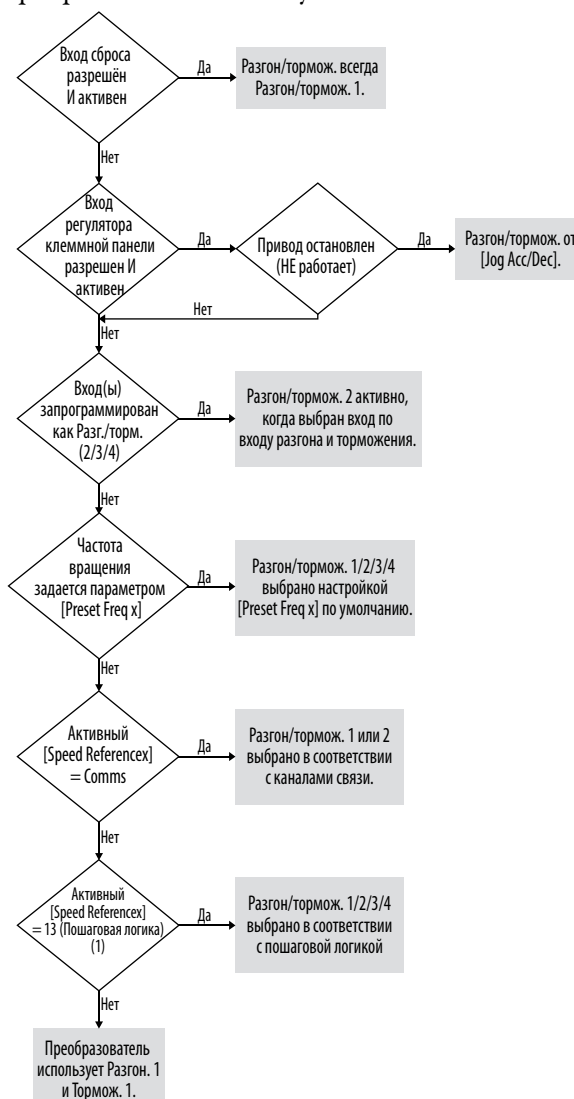 Вход сброса
разрешён
И активен
Да
Разгон/тормож. всегда
Разгон/тормож. 1.
Нет
Вход
регулятора
клеммной панели
разрешен И
активен
Да
Привод остановлен
(НЕ работает)
Да
Разгон/тормож. от
[Jog Acc/Dec].
Нет
Нет
Вход(ы)
запрограммирован
как Разг./торм.
(2/3/4)
Да
Разгон/тормож. 2 активно,
когда выбран вход по
входу разгона и торможения.
Нет
Частота
вращения
задается параметром
[Preset Freq x]
Да
Разгон/тормож. 1/2/3/4
выбрано настройкой
[Preset Freq x] по умолчанию.
Нет
Активный
[Speed Referencex]
= Comms
Да
Разгон/тормож. 1 или 2
выбрано в соответствии
с каналами связи.
Нет
Активный
[Speed Referencex]
= 13 (Пошаговая логика)
(1)
Да
Разгон/тормож. 1/2/3/4
выбрано в соответствии
с пошаговой логикой
Нет
Преобразователь
использует Разгон. 1
и Тормож. 1.